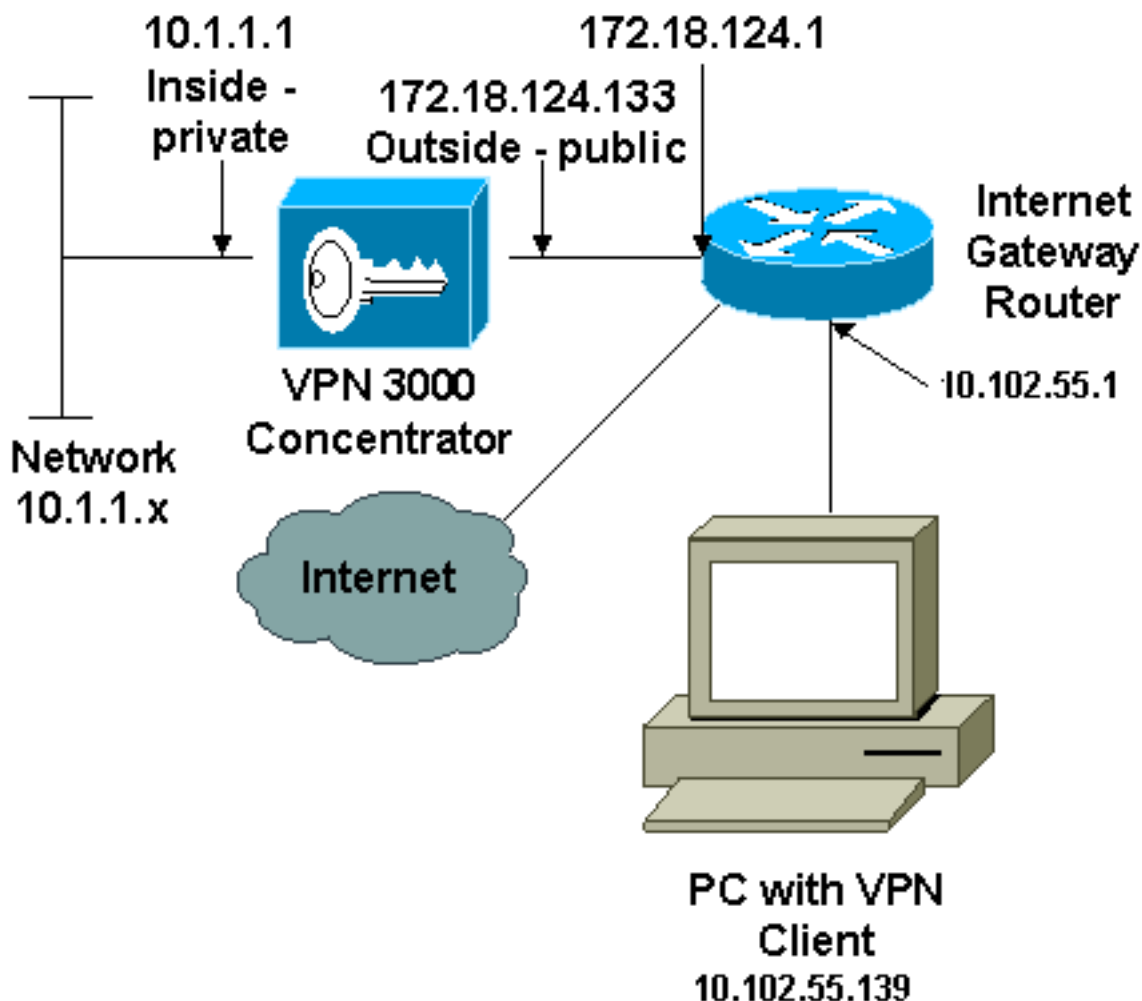 10.1.1.1
Inside -
private
172.18.124.133
Outside - public
172.18.124.1
Internet
Gateway
Router
10.102.55.1
VPN 3000
Concentrator
Network
10.1.1.x
Internet
PC with VPN
Client
10.102.55.139